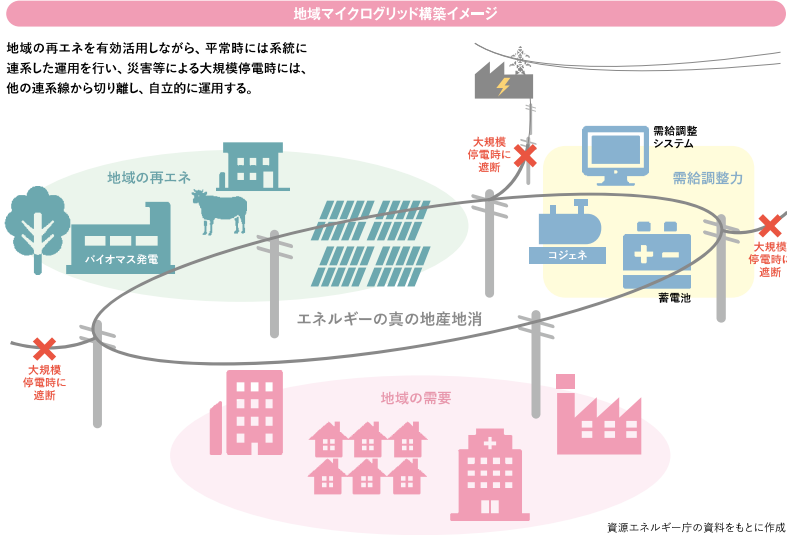 地域マイクログリッド構築イメージ
地域の再エネを有効活用しながら、平常時には系統に
連系した運用を行い、災害等による大規模停電時には、
他の連系線から切り離し、自立的に運用する。
大規模
停電時に
遮断
需給調整
システム
地域の再エネ
需給調整力
バイオマス発電
コジェネ
大規模
停電時に
遮断
蓄電池
エネルギーの真の地産地消
大規模
停電時に
遮断
地域の需要
資源エネルギー庁の資料をもとに作成